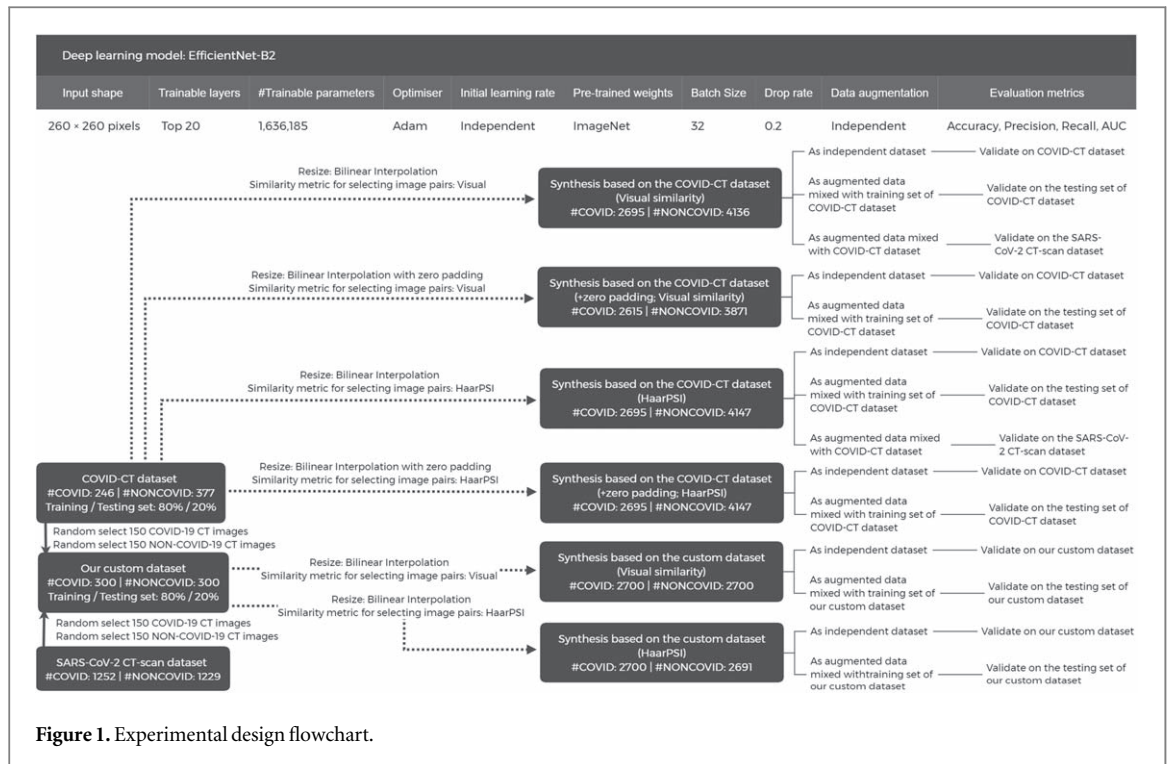 Deep learning model: EfficientNet-B2
Input shape Trainable layers #Trainable parameters Optimiser Initial learning rate Pre-trained weights Batch Size Drop rate Data augmentation Evaluation metrics
260 × 260 pixels Top 20 1,636,185 Adam Independent ImageNet 32 0.2 Independent Accuracy, Precision, Recall, AUC
Resize: Bilinear Interpolation
Similarity metric for selecting image pairs: Visual
Synthesis based on the COVID-CT dataset
(Visual similarity)
#COVID: 2695 | #NONCOVID: 4136
As independent dataset
Validate on COVID-CT dataset
As augmented data
mixed with training set of
COVID-CT dataset
Validate on the testing set of
COVID-CT dataset
As augmented data mixed
with COVID-CT dataset
Validate on the SARS-
CoV-2 CT-scan dataset
Resize: Bilinear Interpolation with zero padding
Similarity metric for selecting image pairs: Visual
Synthesis based on the COVID-CT dataset
(+zero padding; Visual similarity)
#COVID: 2615 | #NONCOVID: 3871
As independent dataset
Validate on COVID-CT dataset
As augmented data
mixed with training set of
COVID-CT dataset
Validate on the testing set of
COVID-CT dataset
Resize: Bilinear Interpolation
Similarity metric for selecting image pairs: HaarPSI
Synthesis based on the COVID-CT dataset
(HaarPSI)
#COVID: 2695 | #NONCOVID: 4147
As independent dataset
Validate on COVID-CT dataset
As augmented data
mixed with training set of
COVID-CT dataset
Validate on the testing set of
COVID-CT dataset
As augmented data mixed
with COVID-CT dataset
Validate on the SARS-CoV-
2 CT-scan dataset
COVID-CT dataset
#COVID: 246 | #NONCOVID: 377
Training / Testing set: 80% / 20%
Resize: Bilinear Interpolation with zero padding
Similarity metric for selecting image pairs: HaarPSI
Synthesis based on the COVID-CT dataset
(+zero padding; HaarPSI)
#COVID: 2695 | #NONCOVID: 4147
As independent dataset
Validate on COVID-CT dataset
As augmented data
mixed with training set of
COVID-CT dataset
Validate on the testing set of
COVID-CT dataset
Random select 150 COVID-19 CT images
Random select 150 NON-COVID-19 CT images
Our custom dataset
#COVID: 300 | #NONCOVID: 300
Training / Testing set: 80% / 20%
Resize: Bilinear Interpolation
Similarity metric for selecting image pairs: Visual
Synthesis based on the custom dataset
(Visual similarity)
#COVID: 2700 | #NONCOVID: 2700
As independent dataset
Validate on our custom dataset
As augmented data
mixed with training set of
our custom dataset
Validate on the testing set of
our custom dataset
Resize: Bilinear Interpolation
Similarity metric for selecting image pairs: HaarPSI
Random select 150 COVID-19 CT images
Random select 150 NON-COVID-19 CT images
SARS-CoV-2 CT-scan dataset
#COVID: 1252 | #NONCOVID: 1229
Synthesis based on the custom dataset
(HaarPSI)
#COVID: 2700 | #NONCOVID: 2691
As independent dataset
Validate on our custom dataset
As augmented data
mixed withtraining set of
our custom dataset
Validate on the testing set of
our custom dataset
Figure 1. Experimental design flowchart.